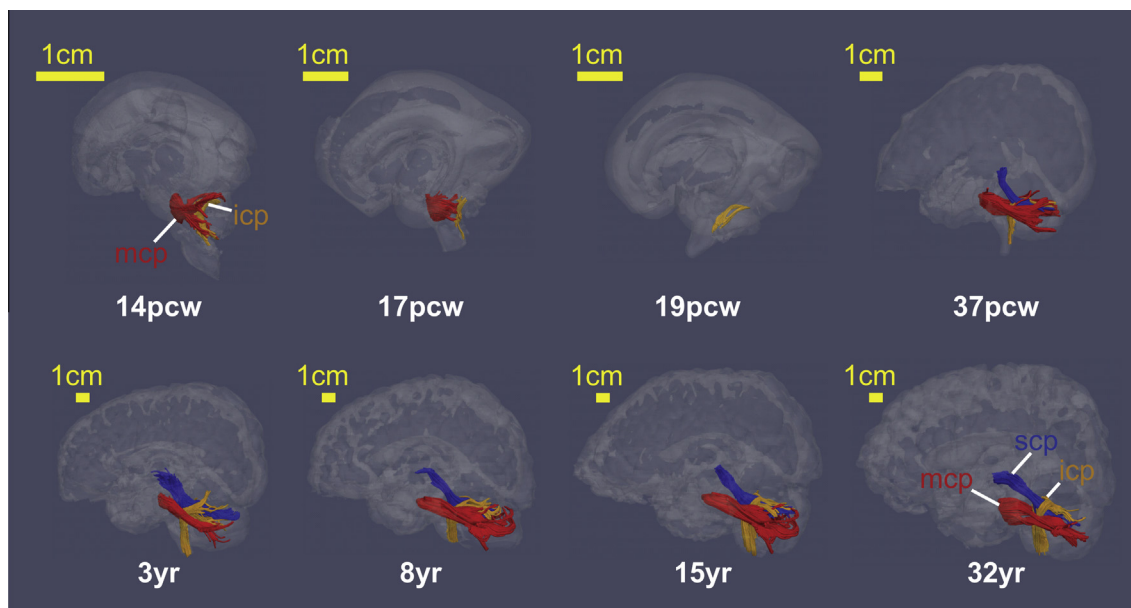 1cm 1cm 1cm 1cm
icp
mcp
14pcw 17pcw 19pcw 37pcw
1cm 1cm 1cm 1cm
scp
icp
mcp
3yr 8yr 15yr 32yr